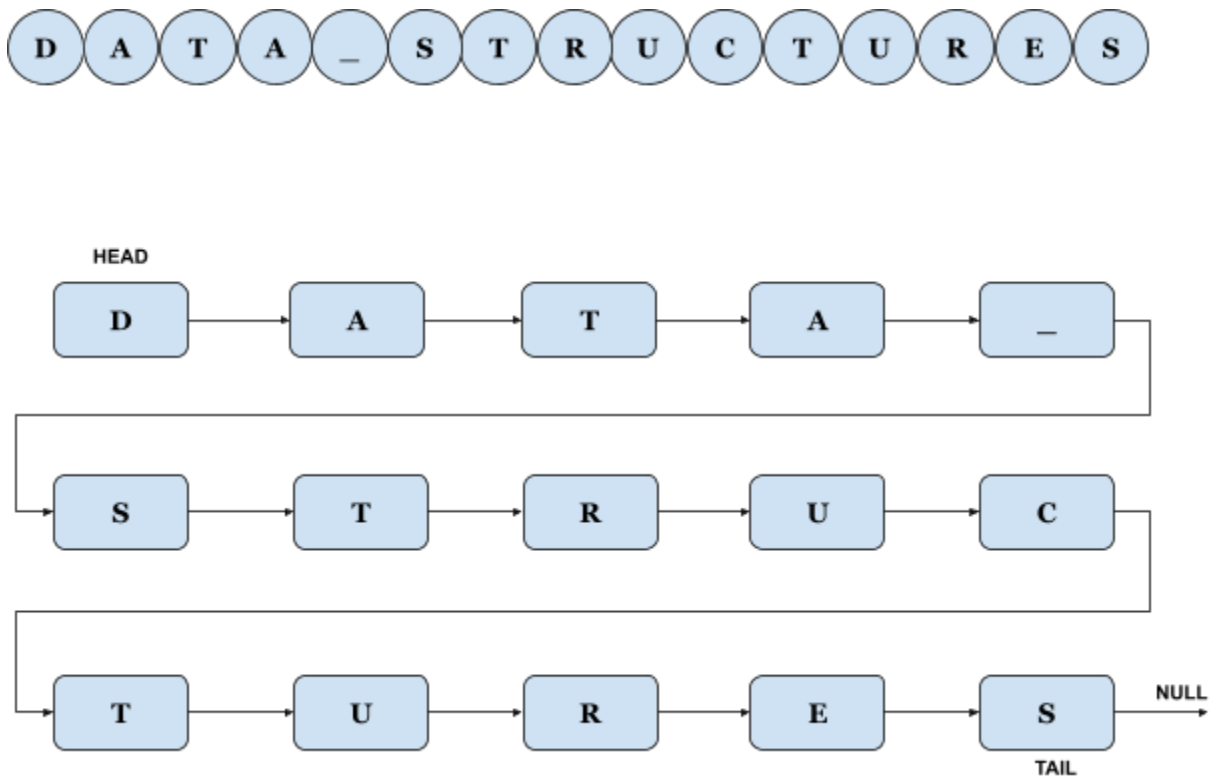 D A T A _ S T R U C T U R E S
HEAD
D A T A _
S T R U C
T U R E S
NULL
TAIL